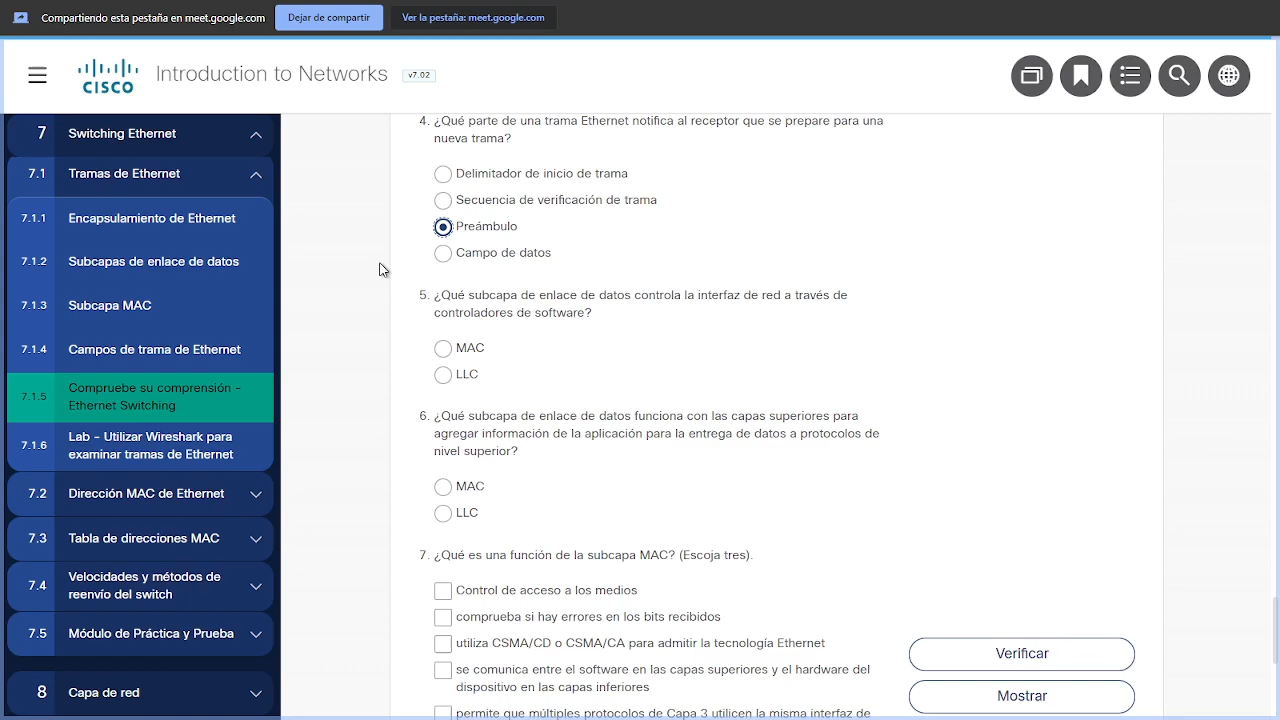 Compartiendo esta pestaña en meet.google.com
Dejar de compartir
Ver la pestaña: meet.google.com
CISCO
Introduction to Networks
v7.02
7 Switching Ethernet
7.1 Tramas de Ethernet
7.1.1 Encapsulamiento de Ethernet
7.1.2 Subcapas de enlace de datos
7.1.3 Subcapa MAC
7.1.4 Campos de trama de Ethernet
7.1.5 Compruebe su comprensión -
Ethernet Switching
7.1.6 Lab - Utilizar Wireshark para
examinar tramas de Ethernet
7.2 Dirección MAC de Ethernet
7.3 Tabla de direcciones MAC
7.4 Velocidades y métodos de
reenvío del switch
7.5 Módulo de Práctica y Prueba
8 Capa de red
4. ¿Qué parte de una trama Ethernet notifica al receptor que se prepare para una
nueva trama?
Delimitador de inicio de trama
Secuencia de verificación de trama
Preámbulo
Campo de datos
5. ¿Qué subcapa de enlace de datos controla la interfaz de red a través de
controladores de software?
MAC
LLC
6. ¿Qué subcapa de enlace de datos funciona con las capas superiores para
agregar información de la aplicación para la entrega de datos a protocolos de
nivel superior?
MAC
LLC
7. ¿Qué es una función de la subcapa MAC? (Escoja tres).
Control de acceso a los medios
comprueba si hay errores en los bits recibidos
utiliza CSMA/CD o CSMA/CA para admitir la tecnología Ethernet
se comunica entre el software en las capas superiores y el hardware del
dispositivo en las capas inferiores
permite que múltiples protocolos de Capa 3 utilicen la misma interfaz de
Verificar
Mostrar